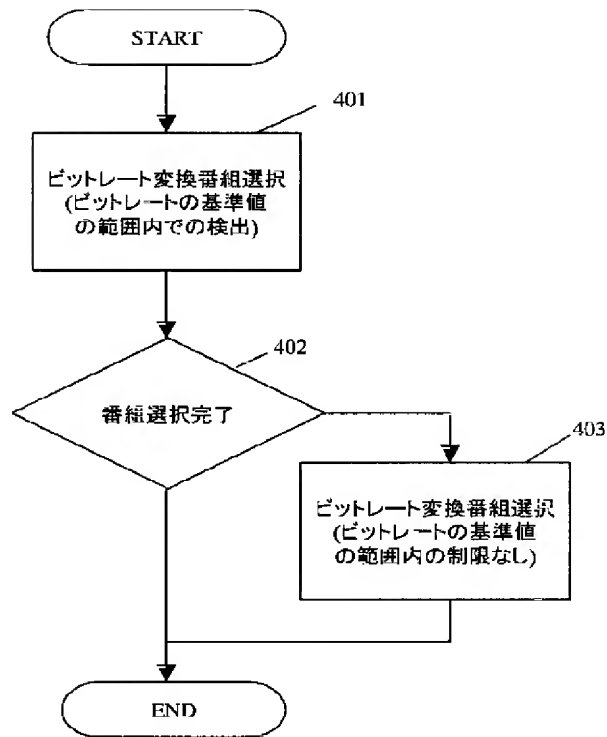 START
401
ビットレート変換番組選択
(ビットレートの基準値
の範囲内での検出)
402
番組選択完了
403
ビットレート変換番組選択
(ビットレートの基準値
の範囲内の制限なし)
END